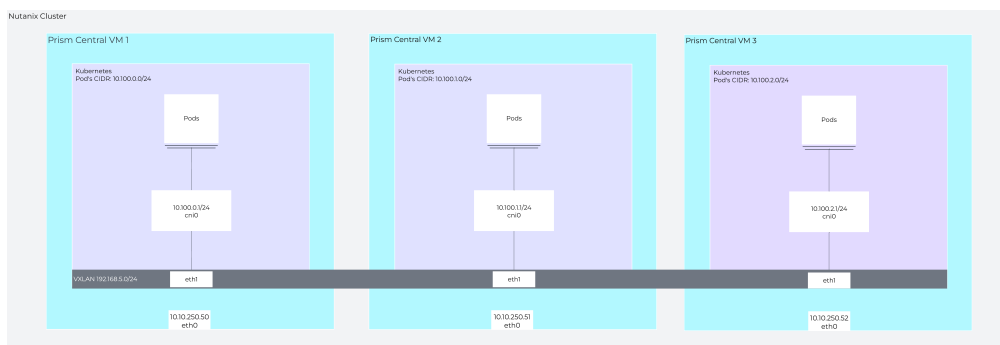 Nutanix Cluster
Prism Central VM 1
Kubernetes
Pod's CIDR: 10.100.0.0/24
Pods
10.100.0.1/24
cni0
VXLAN 192.168.5.0/24
eth1
10.10.250.50
eth0
Prism Central VM 2
Kubernetes
Pod's CIDR: 10.100.1.0/24
Pods
10.100.1.1/24
cni0
eth1
10.10.250.51
eth0
Prism Central VM 3
Kubernetes
Pod's CIDR: 10.100.2.0/24
Pods
10.100.2.1/24
cni0
eth1
10.10.250.52
eth0